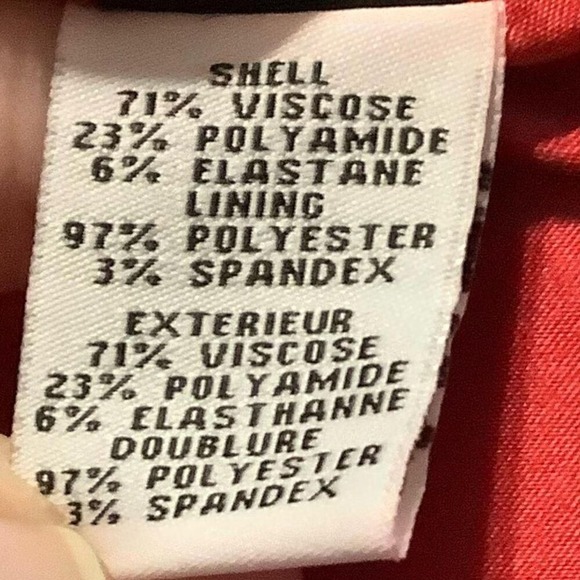 SHELL
71% VISCOSE
23% POLYAMIDE
6% ELASTANE
LINING
97% POLYESTER
3% SPANDEX
EXTERIEUR
71% VISCOSE
23% POLYAMIDE
6% ELASTHANNE
DOUBLURE
97% POLYESTER
3% SPANDEX